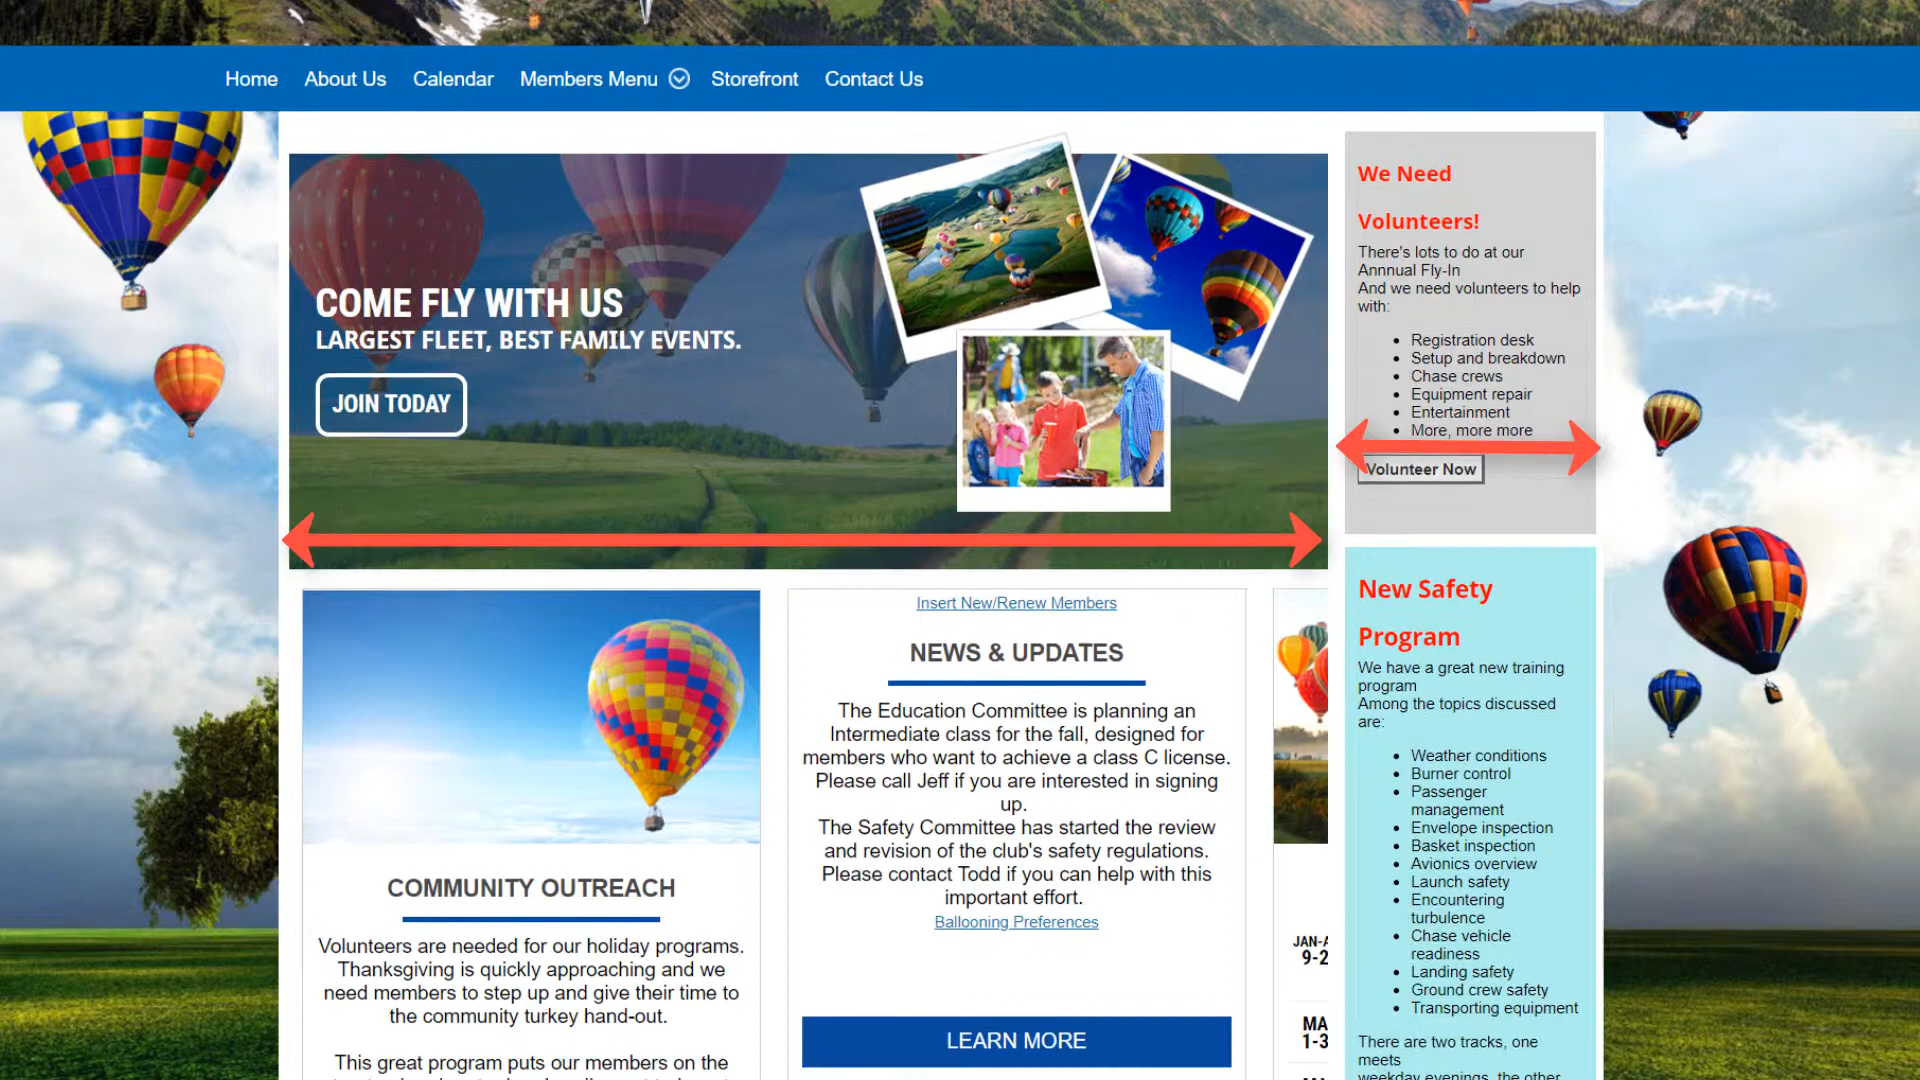 Home About Us Calendar Members Menu Storefront Contact Us
COME FLY WITH US
LARGEST FLEET, BEST FAMILY EVENTS.
JOIN TODAY
We Need
Volunteers!
There's lots to do at our
Annnual Fly-In
And we need volunteers to help
with:
Registration desk
Setup and breakdown
Chase crews
Equipment repair
Entertainment
More, more more
Volunteer Now
COMMUNITY OUTREACH
Volunteers are needed for our holiday programs.
Thanksgiving is quickly approaching and we
need members to step up and give their time to
the community turkey hand-out.
This great program puts our members on the
Insert New/Renew Members
NEWS & UPDATES
The Education Committee is planning an
Intermediate class for the fall, designed for
members who want to achieve a class C license.
Please call Jeff if you are interested in signing
up.
The Safety Committee has started the review
and revision of the club's safety regulations.
Please contact Todd if you can help with this
important effort.
Ballooning Preferences
LEARN MORE
New Safety
Program
We have a great new training
program
Among the topics discussed
are:
Weather conditions
Burner control
Passenger
management
Envelope inspection
Basket inspection
Avionics overview
Launch safety
Encountering
turbulence
Chase vehicle
readiness
Landing safety
Ground crew safety
Transporting equipment
There are two tracks, one
meets
weekday evenings, the other